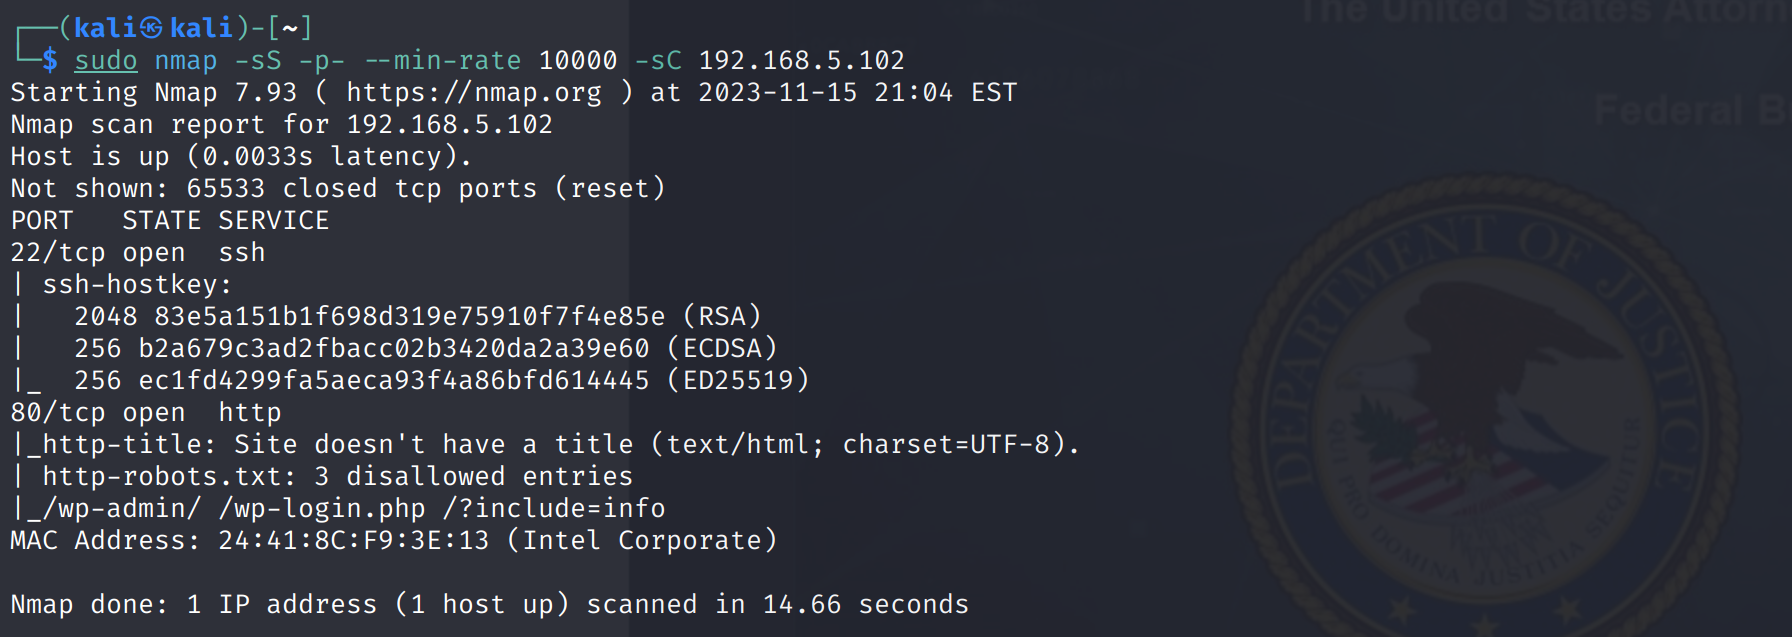 ┌──(kali㉿kali)-[~]
└─$ sudo nmap -sS -p- --min-rate 10000 -sC 192.168.5.102
Starting Nmap 7.93 ( https://nmap.org ) at 2023-11-15 21:04 EST
Nmap scan report for 192.168.5.102
Host is up (0.0033s latency).
Not shown: 65533 closed tcp ports (reset)
PORT   STATE SERVICE
22/tcp open  ssh
| ssh-hostkey:
|   2048 83e5a151b1f698d319e75910f7f4e85e (RSA)
|   256 b2a679c3ad2fbacc02b3420da2a39e60 (ECDSA)
|_  256 ec1fd4299fa5aeca93f4a86bfd614445 (ED25519)
80/tcp open  http
|_http-title: Site doesn't have a title (text/html; charset=UTF-8).
| http-robots.txt: 3 disallowed entries
|_/wp-admin/ /wp-login.php /?include=info
MAC Address: 24:41:8C:F9:3E:13 (Intel Corporate)
Nmap done: 1 IP address (1 host up) scanned in 14.66 seconds
The United States
Federal
DEPARTMENT OF JUSTICE
QUI PRO DOMINA JUSTITIA SEQUITUR